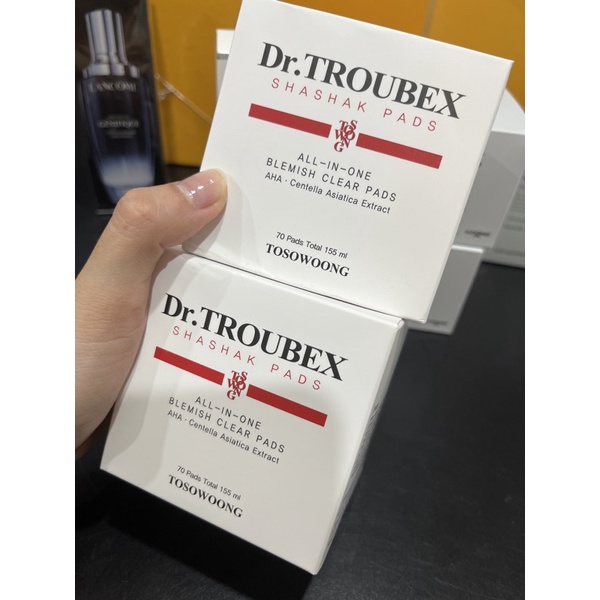 LANCOME
Dr.TROUBEX
SHASHAK PADS
TOSOWOONG
ALL-IN-ONE
BLEMISH CLEAR PADS
AHA · Centella Asiatica Extract
70 Pads Total 155 ml
TOSOWOONG
Dr.TROUBEX
SHASHAK PADS
TOSOWOONG
ALL-IN-ONE
BLEMISH CLEAR PADS
AHA · Centella Asiatica Extract
70 Pads Total 155 ml
TOSOWOONG